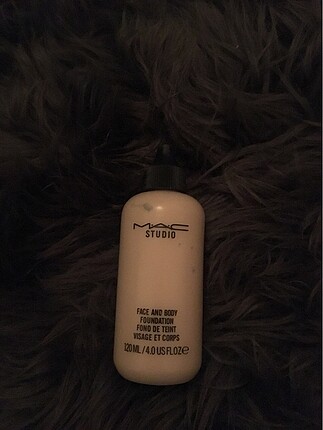 MAC
STUDIO
FACE AND BODY
FOUNDATION
FOND DE TEINT
VISAGE ET CORPS
120 ML / 4.0 US FL OZ e